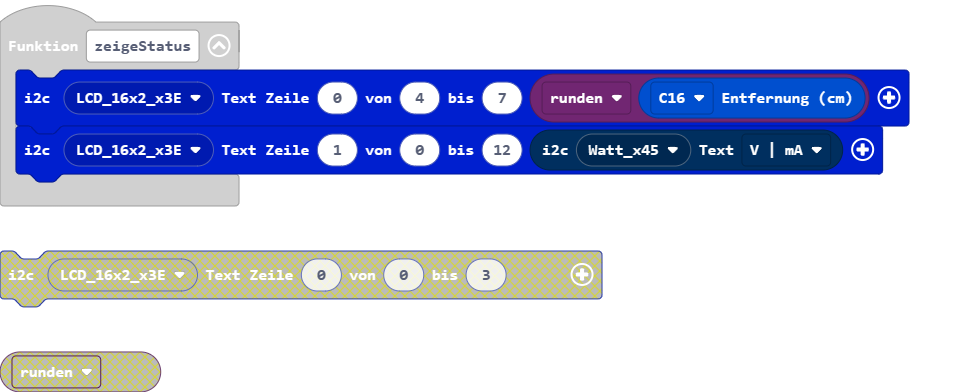 Funktion zeigeStatus
i2c LCD_16x2_x3E Text Zeile 0 von 4 bis 7 runden C16 Entfernung (cm)
i2c LCD_16x2_x3E Text Zeile 1 von 0 bis 12 i2c Watt_x45 Text V | mA
i2c LCD_16x2_x3E Text Zeile 0 von 0 bis 3
runden